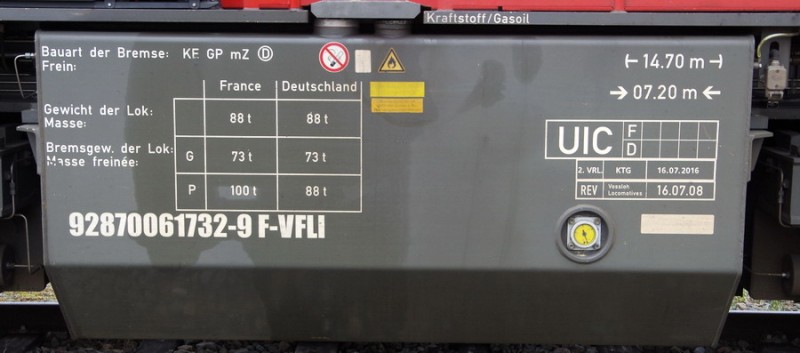 Kraftstoff/Gasoil
Bauart der Bremse: KE GP mZ D
Frein:
14.70 m
07.20 m
France Deutschland
Gewicht der Lok:
Masse: 88 t 88 t
Bremsgew. der Lok:
Masse freinée: G 73 t 73 t
P 100 t 88 t
UIC F
D
2. VRL. KTG 16.07.2016
REV Vossloh Locomotives 16.07.08
92870061732-9 F-VFLI